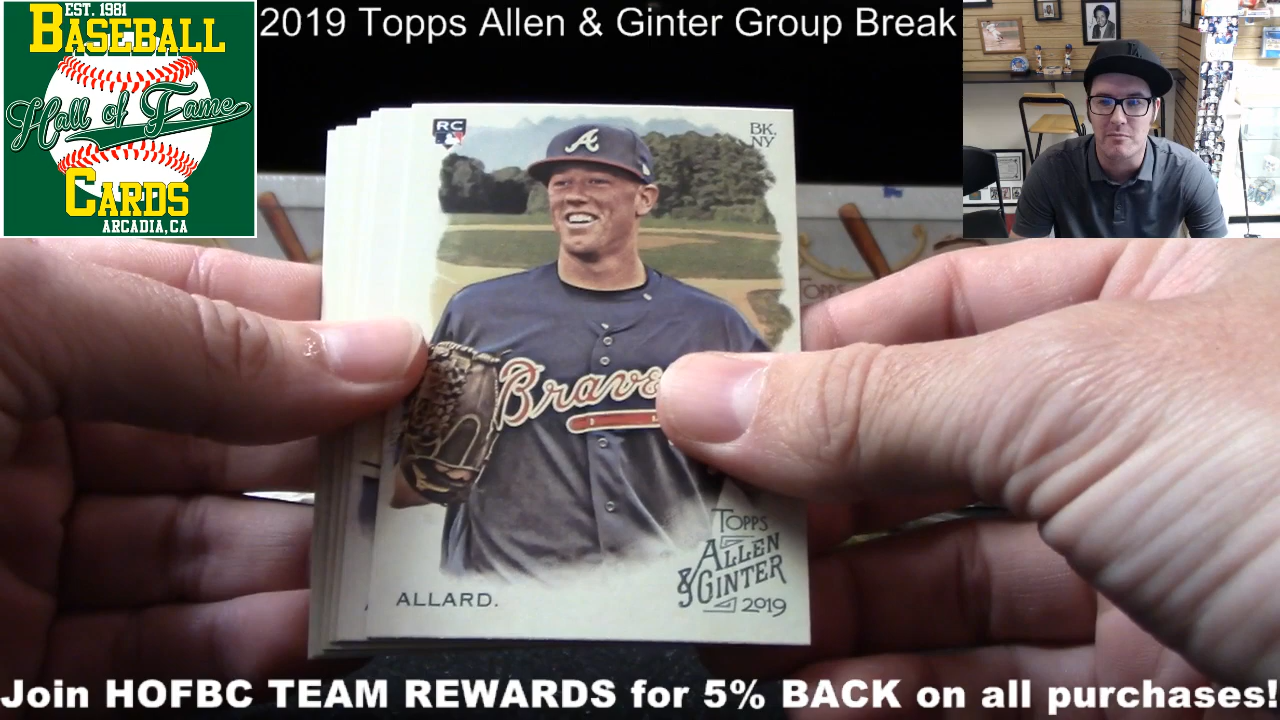 EST. 1981
BASEBALL
Hall of Fame
CARDS
ARCADIA, CA
2019 Topps Allen & Ginter Group Break
RC
BK.
NY
A
Braves
TOPPS
ALLEN
& GINTER
2019
ALLARD.
TOPPS
Join HOFBC TEAM REWARDS for 5% BACK on all purchases!